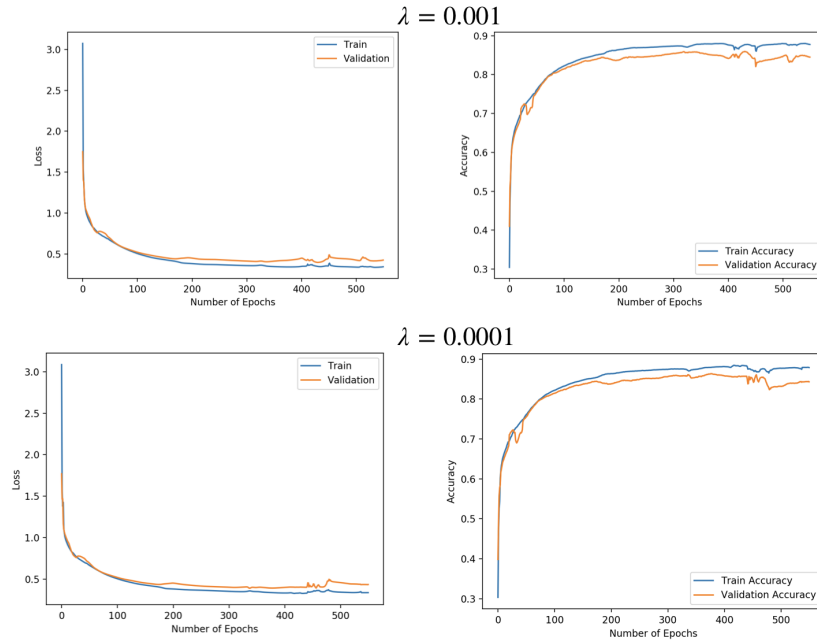 λ = 0.001
3.0
2.5
2.0
1.5
1.0
0.5
Loss
0 100 200 300 400 500
Number of Epochs
Train
Validation
0.9
0.8
0.7
0.6
0.5
0.4
0.3
Accuracy
0 100 200 300 400 500
Number of Epochs
Train Accuracy
Validation Accuracy
λ = 0.0001
3.0
2.5
2.0
1.5
1.0
0.5
Loss
0 100 200 300 400 500
Number of Epochs
Train
Validation
0.9
0.8
0.7
0.6
0.5
0.4
0.3
Accuracy
0 100 200 300 400 500
Number of Epochs
Train Accuracy
Validation Accuracy